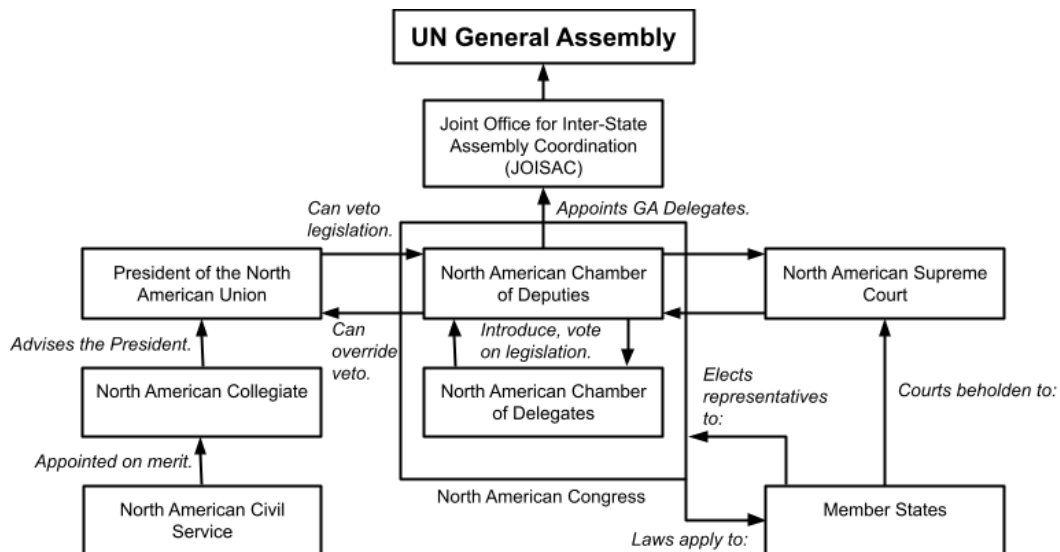 UN General Assembly
Joint Office for Inter-State
Assembly Coordination
(JOISAC)
Can veto
legislation.
Appoints GA Delegates.
President of the North
American Union
North American Chamber
of Deputies
North American Supreme
Court
Advises the President.
Can
override
veto.
Introduce, vote
on legislation.
North American Collegiate
North American Chamber
of Delegates
Elects
representatives
to:
Courts beholden to:
Appointed on merit.
North American Civil
Service
North American Congress
Member States
Laws apply to: